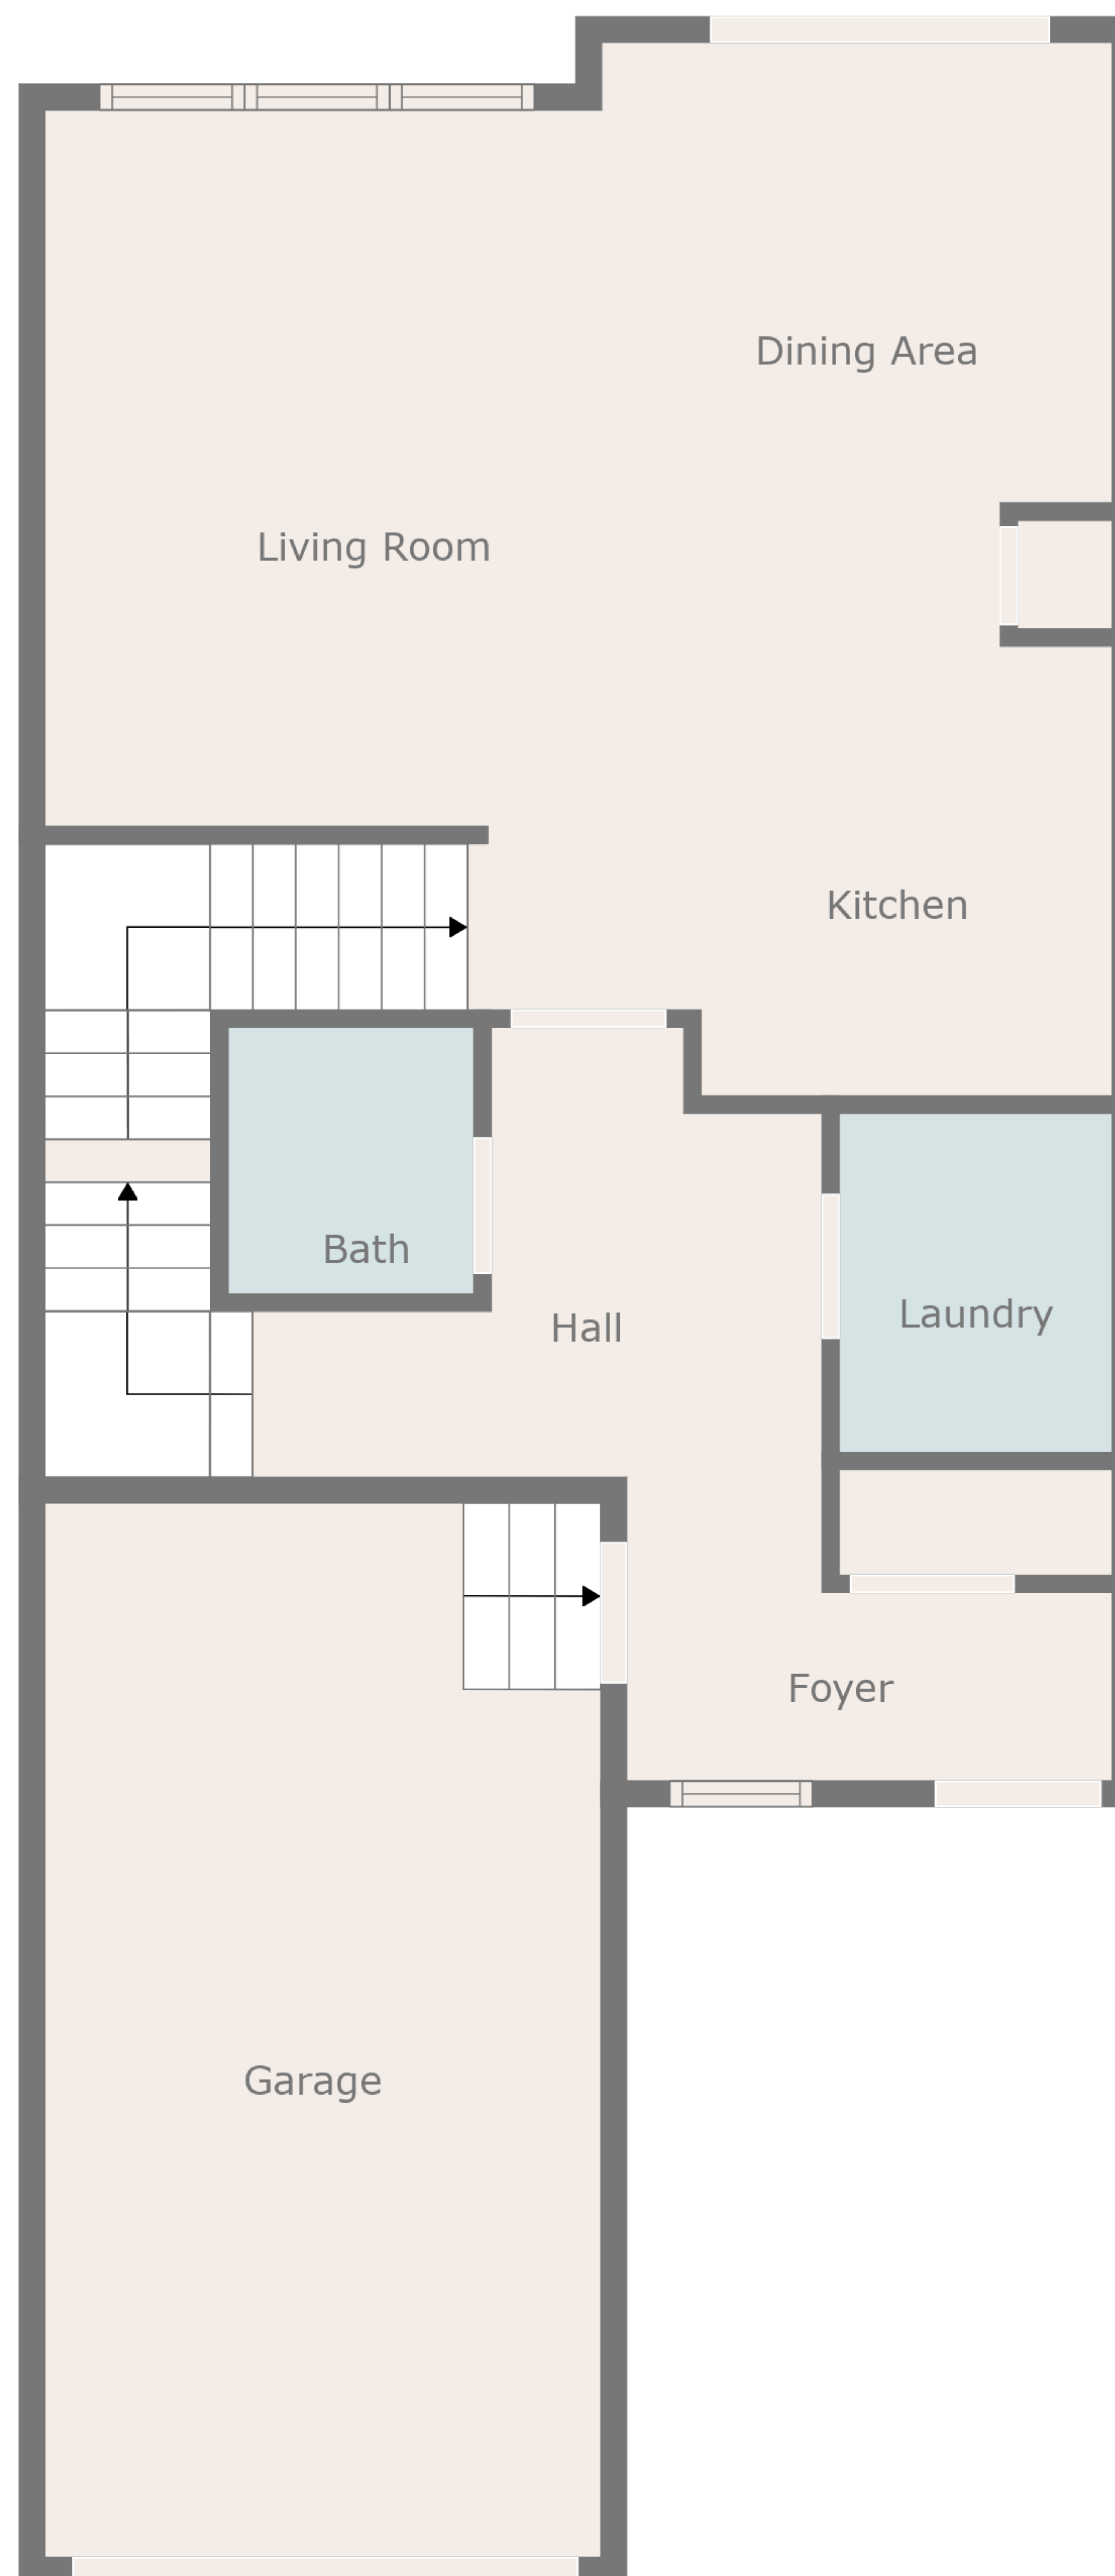 Dining Area
Living Room
Kitchen
Bath
Laundry
Hall
Foyer
Garage